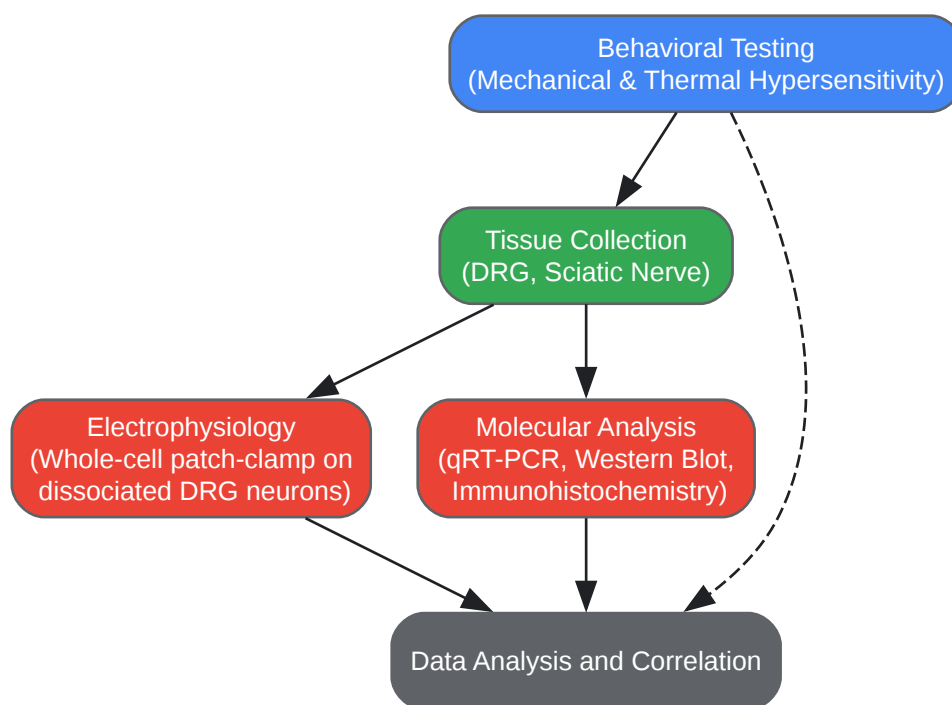 Behavioral Testing
(Mechanical & Thermal Hypersensitivity)
Tissue Collection
(DRG, Sciatic Nerve)
Electrophysiology
(Whole-cell patch-clamp on
dissociated DRG neurons)
Molecular Analysis
(qRT-PCR, Western Blot,
Immunohistochemistry)
Data Analysis and Correlation